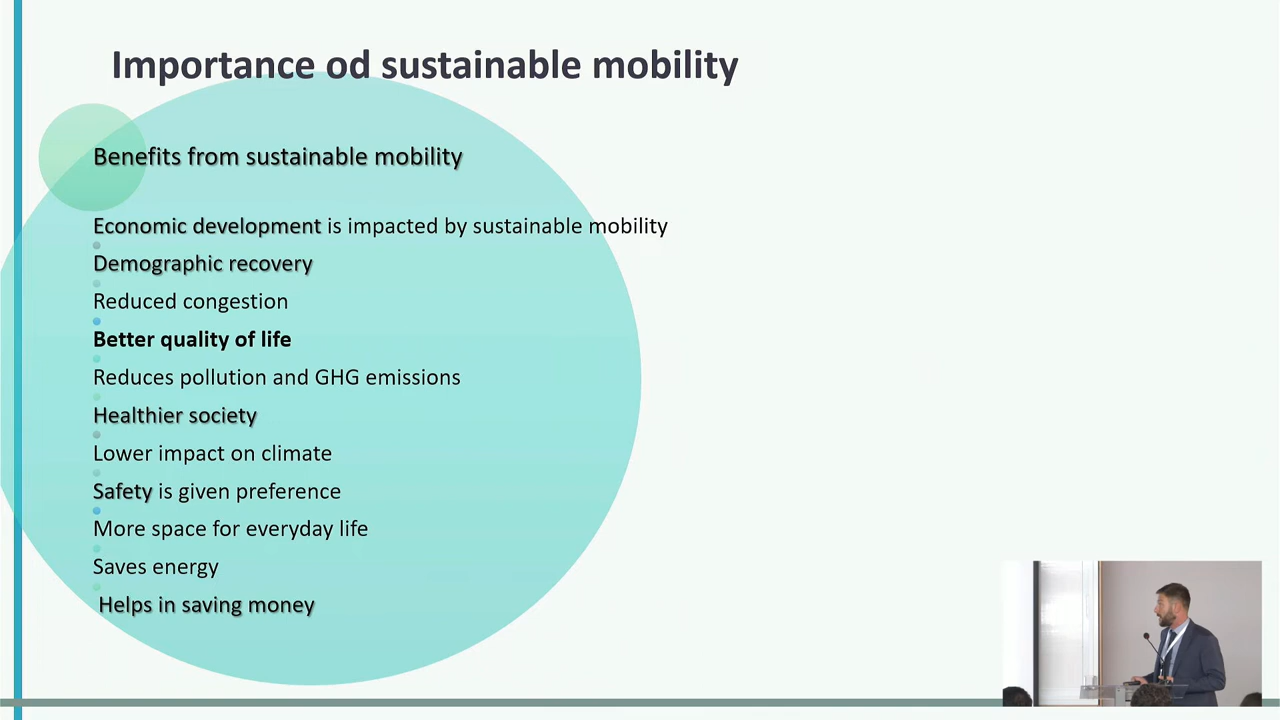 Importance od sustainable mobility
Benefits from sustainable mobility
Economic development is impacted by sustainable mobility
Demographic recovery
Reduced congestion
Better quality of life
Reduces pollution and GHG emissions
Healthier society
Lower impact on climate
Safety is given preference
More space for everyday life
Saves energy
Helps in saving money